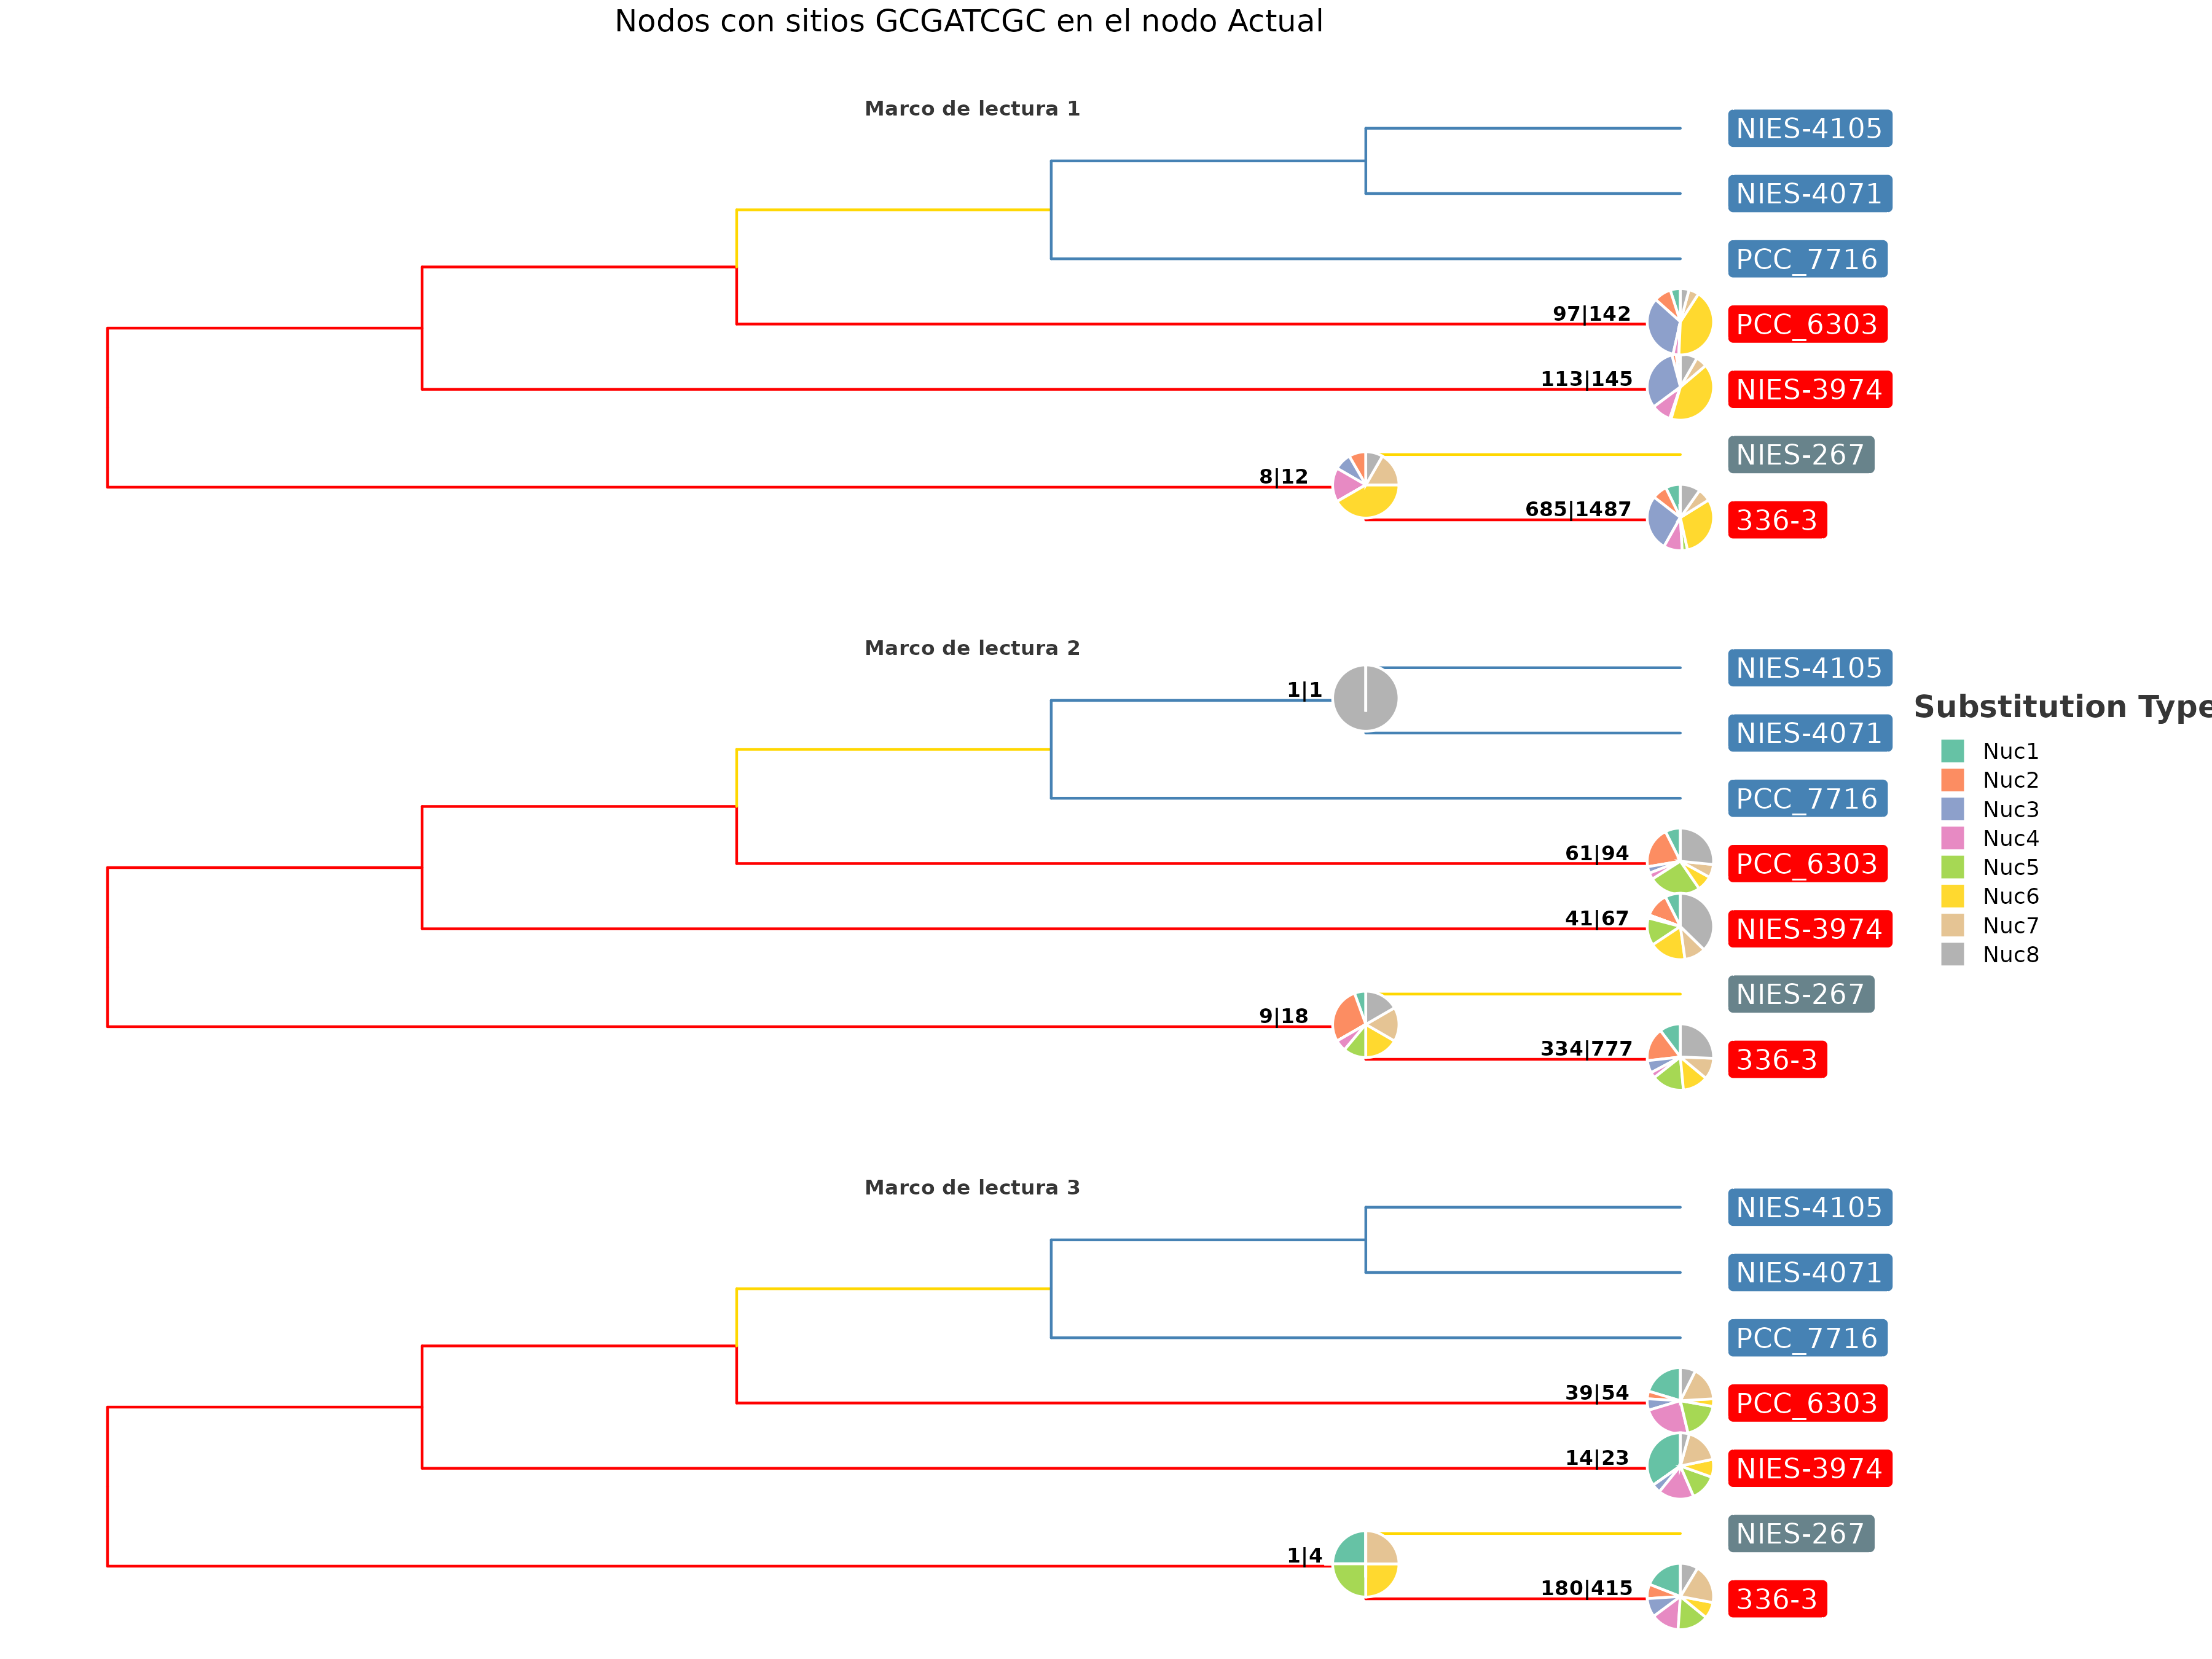 Nodos con sitios GCGATCGC en el nodo Actual
Marco de lectura 1
NIES-4105
NIES-4071
PCC_7716
97|142
PCC_6303
113|145
NIES-3974
NIES-267
8|12
685|1487
336-3
Marco de lectura 2
NIES-4105
1|1
NIES-4071
PCC_7716
61|94
PCC_6303
41|67
NIES-3974
NIES-267
9|18
334|777
336-3
Substitution Type
Nuc1
Nuc2
Nuc3
Nuc4
Nuc5
Nuc6
Nuc7
Nuc8
Marco de lectura 3
NIES-4105
NIES-4071
PCC_7716
39|54
PCC_6303
14|23
NIES-3974
NIES-267
1|4
180|415
336-3